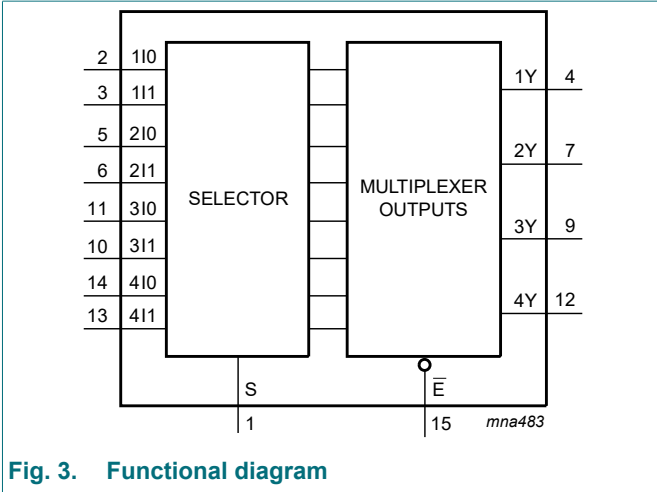 2 1I0
3 1I1
5 2I0
6 2I1
11 3I0
10 3I1
14 4I0
13 4I1
SELECTOR
MULTIPLEXER
OUTPUTS
1Y 4
2Y 7
3Y 9
4Y 12
S
1
E̅
15
mna483
Fig. 3. Functional diagram